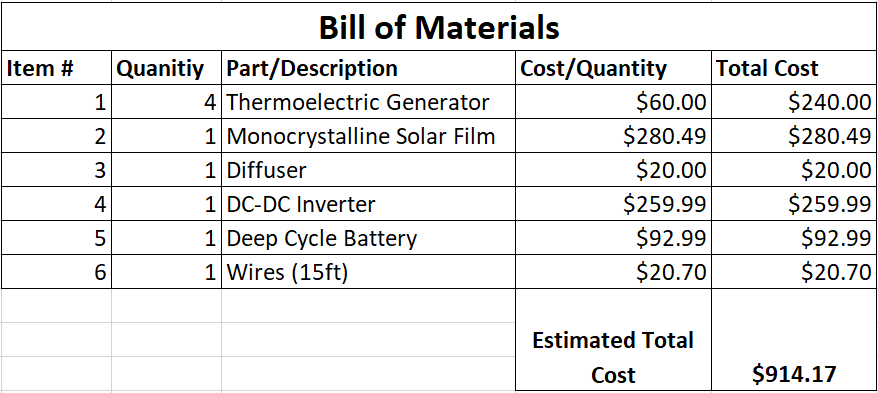 Bill of Materials
Item # Quanitiy Part/Description Cost/Quantity Total Cost
1 4 Thermoelectric Generator $60.00 $240.00
2 1 Monocrystalline Solar Film $280.49 $280.49
3 1 Diffuser $20.00 $20.00
4 1 DC-DC Inverter $259.99 $259.99
5 1 Deep Cycle Battery $92.99 $92.99
6 1 Wires (15ft) $20.70 $20.70
Estimated Total
Cost $914.17